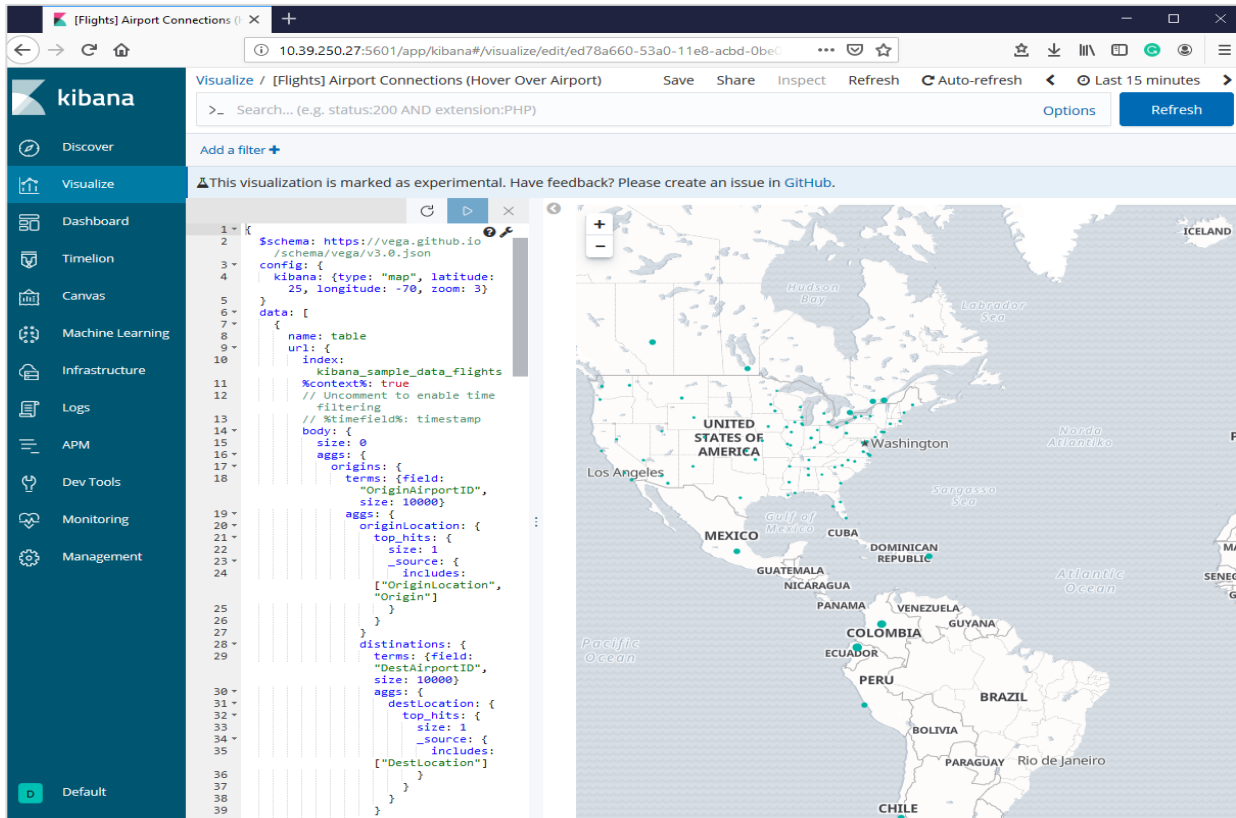 [Flights] Airport Connections (H
10.39.250.27:5601/app/kibana#/visualize/edit/ed78a660-53a0-11e8-acbd-0be0
kibana
Discover
Visualize
Dashboard
Timelion
Canvas
Machine Learning
Infrastructure
Logs
APM
Dev Tools
Monitoring
Management
D Default
Visualize / [Flights] Airport Connections (Hover Over Airport)
Save Share Inspect Refresh Auto-refresh Last 15 minutes
>_ Search... (e.g. status:200 AND extension:PHP)
Options Refresh
Add a filter +
This visualization is marked as experimental. Have feedback? Please create an issue in GitHub.
1 {
2 $schema: https://vega.github.io
/schema/vega/v3.0.json
3 config: {
4 kibana: {type: "map", latitude:
25, longitude: -70, zoom: 3}
5 }
6 data: [
7 {
8 name: table
9 url: {
10 index:
kibana_sample_data_flights
11 %context%: true
12 // Uncomment to enable time
filtering
13 // %timefield%: timestamp
14 body: {
15 size: 0
16 aggs: {
17 origins: {
18 terms: {field:
"OriginAirportID",
size: 10000}
19 aggs: {
20 originLocation: {
21 top_hits: {
22 size: 1
23 _source: {
24 includes:
["OriginLocation",
"Origin"]
25 }
26 }
27 }
28 distinations: {
29 terms: {field:
"DestAirportID",
size: 10000}
30 aggs: {
31 destLocation: {
32 top_hits: {
33 size: 1
34 _source: {
35 includes:
["DestLocation"]
36 }
37 }
38 }
39 }
+
−
ICELAND
Hudson
Bay
Labrador
Sea
UNITED
STATES OF
AMERICA
Washington
Norda
Atlantiko
Los Angeles
Sargasso
Sea
Gulf of
Mexico
MEXICO
CUBA
DOMINICAN
REPUBLIC
GUATEMALA
NICARAGUA
Atlantic
Ocean
MA
SENEG
G
PANAMA
VENEZUELA
GUYANA
COLOMBIA
Pacific
Ocean
ECUADOR
PERU
BRAZIL
BOLIVIA
PARAGUAY
Rio de Janeiro
CHILE